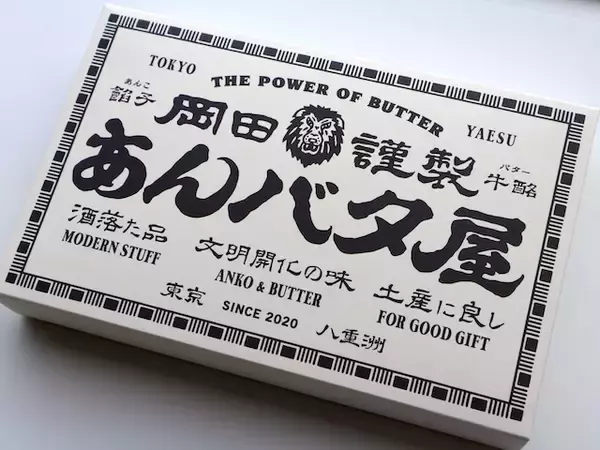 TOKYO
THE POWER OF BUTTER
YAESU
あんこ
餡子
岡田
謹製
バター
牛酪
あんバタ屋
洒落た品
MODERN STUFF
文明開化の味
ANKO & BUTTER
土産に良し
FOR GOOD GIFT
東京
SINCE 2020
八重洲